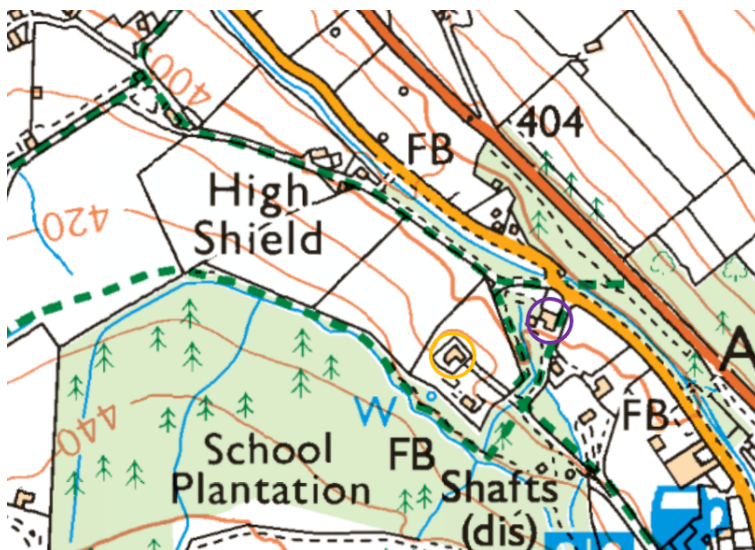 400
404
FB
High
Shield
420
A
W
FB
440
School
Plantation
FB
Shafts
(dis)